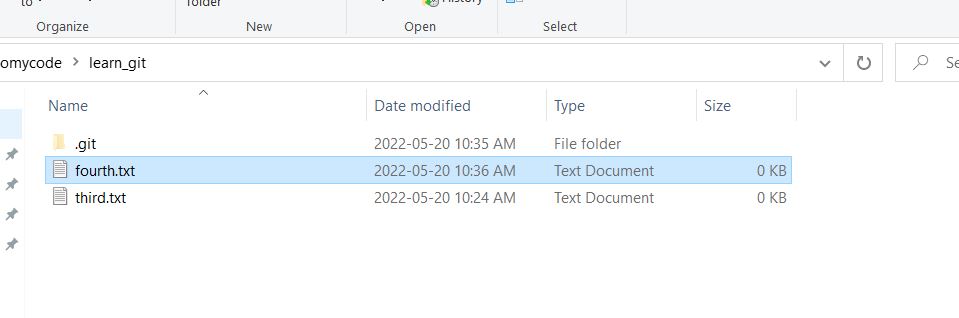 to
folder
History
Organize
New
Open
Select
omycode > learn_git
Se
Name
Date modified
Type
Size
.git
2022-05-20 10:35 AM
File folder
fourth.txt
2022-05-20 10:36 AM
Text Document
0 KB
third.txt
2022-05-20 10:24 AM
Text Document
0 KB